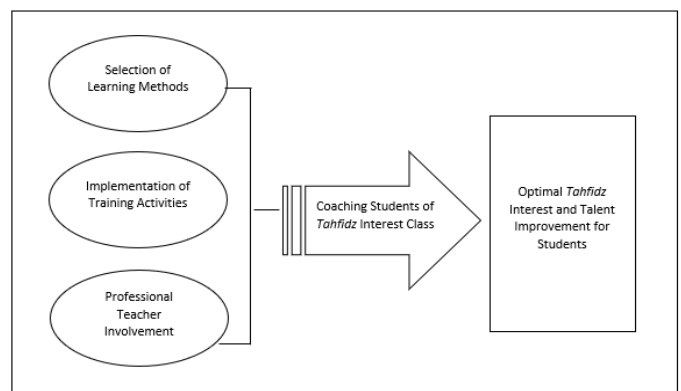 Selection of
Learning Methods
Implementation of
Training Activities
Professional
Teacher
Involvement
Coaching Students of
Tahfidz Interest Class
Optimal Tahfidz
Interest and Talent
Improvement for
Students